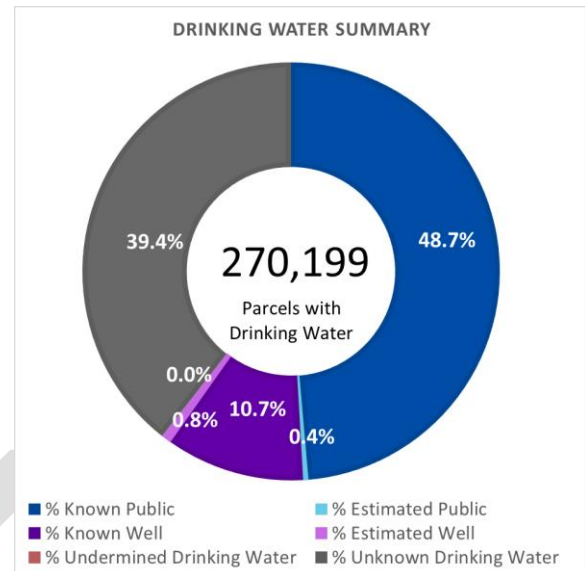 DRINKING WATER SUMMARY
48.7%
39.4%
270,199
Parcels with
Drinking Water
0.0%
0.8%
10.7%
0.4%
% Known Public
% Estimated Public
% Known Well
% Estimated Well
% Undermined Drinking Water
% Unknown Drinking Water